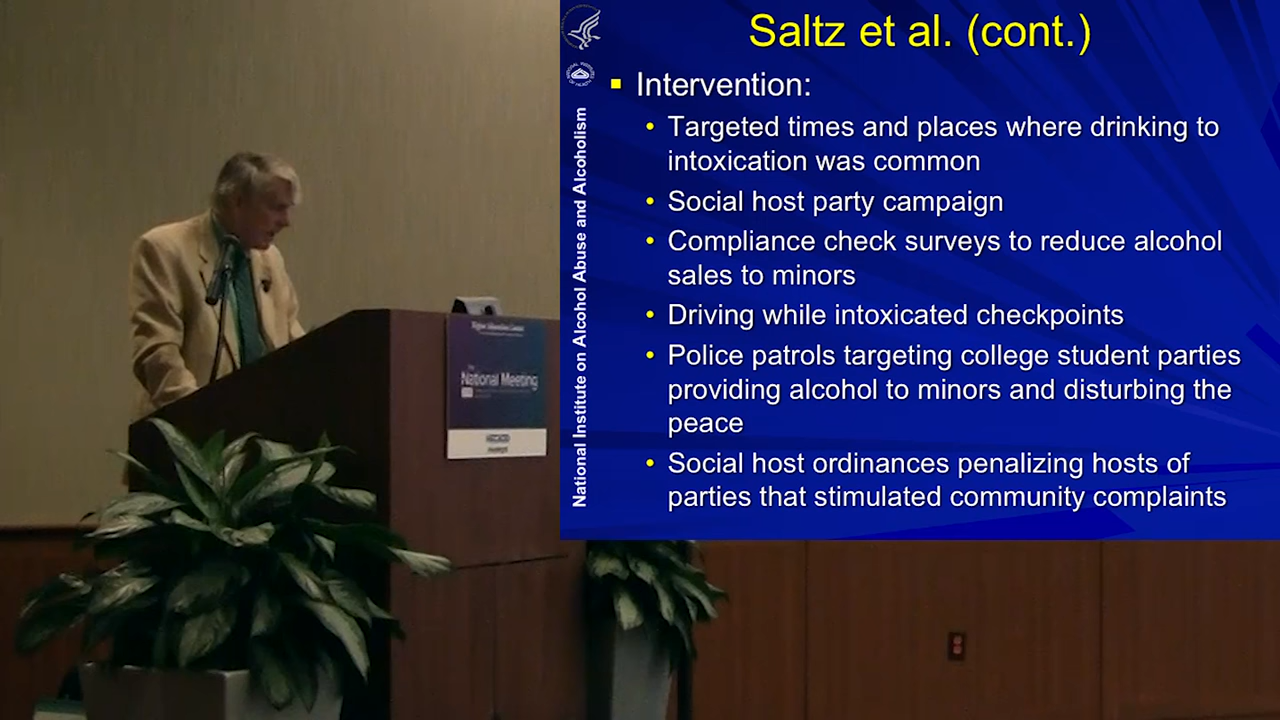 Saltz et al. (cont.)
Intervention:
• Targeted times and places where drinking to
intoxication was common
• Social host party campaign
• Compliance check surveys to reduce alcohol
sales to minors
• Driving while intoxicated checkpoints
• Police patrols targeting college student parties
providing alcohol to minors and disturbing the
peace
• Social host ordinances penalizing hosts of
parties that stimulated community complaints
National Institute on Alcohol Abuse and Alcoholism
National Meeting